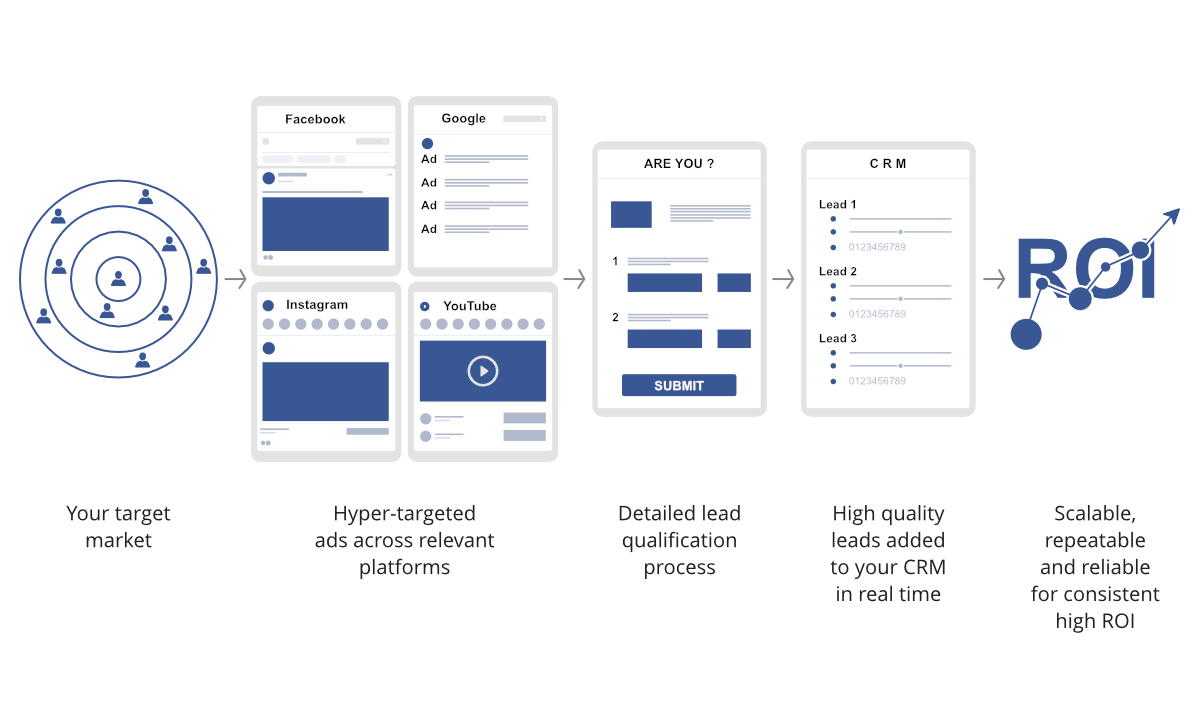 Facebook
Google
Ad
Ad
Ad
Ad
Instagram
YouTube
ARE YOU ?
1
2
SUBMIT
C R M
Lead 1
0123456789
Lead 2
0123456789
Lead 3
0123456789
ROI
Your target
market
Hyper-targeted
ads across relevant
platforms
Detailed lead
qualification
process
High quality
leads added
to your CRM
in real time
Scalable,
repeatable
and reliable
for consistent
high ROI